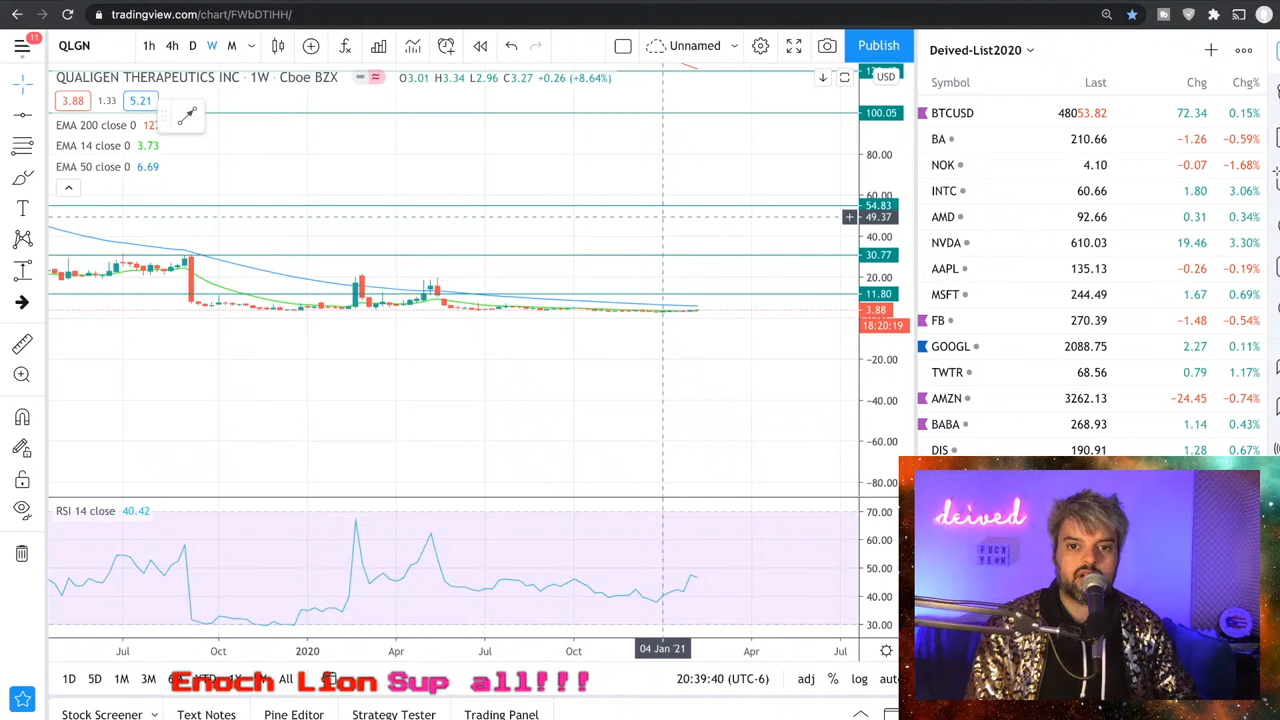 tradingview.com/chart/FWbDTIHH/
11
QLGN 1h 4h D W M Unnamed Publish
QUALIGEN THERAPEUTICS INC · 1W · Cboe BZX O3.01 H3.34 L2.96 C3.27 +0.26 (+8.64%)
USD
3.88 1.33 5.21
EMA 200 close 0
EMA 14 close 0 3.73
EMA 50 close 0 6.69
100.05
80.00
60.00
54.83
49.37
40.00
30.77
20.00
11.80
3.88
18:20:19
−20.00
−40.00
−60.00
−80.00
RSI 14 close 40.42
70.00
60.00
50.00
40.00
30.00
Jul Oct 2020 Apr Jul Oct 04 Jan '21 Apr Jul
1D 5D 1M 3M All 20:39:40 (UTC-6) adj % log
Enoch Lion Sup all!!!
Stock Screener Text Notes Pine Editor Strategy Tester Trading Panel
Deived-List2020
Symbol Last Chg Chg%
BTCUSD 48053.82 72.34 0.15%
BA 210.66 −1.26 −0.59%
NOK 4.10 −0.07 −1.68%
INTC 60.66 1.80 3.06%
AMD 92.66 0.31 0.34%
NVDA 610.03 19.46 3.30%
AAPL 135.13 −0.26 −0.19%
MSFT 244.49 1.67 0.69%
FB 270.39 −1.48 −0.54%
GOOGL 2088.75 2.27 0.11%
TWTR 68.56 0.79 1.17%
AMZN 3262.13 −24.45 −0.74%
BABA 268.93 1.14 0.43%
DIS 190.91 1.28 0.67%
deived
FUCK
YEAH